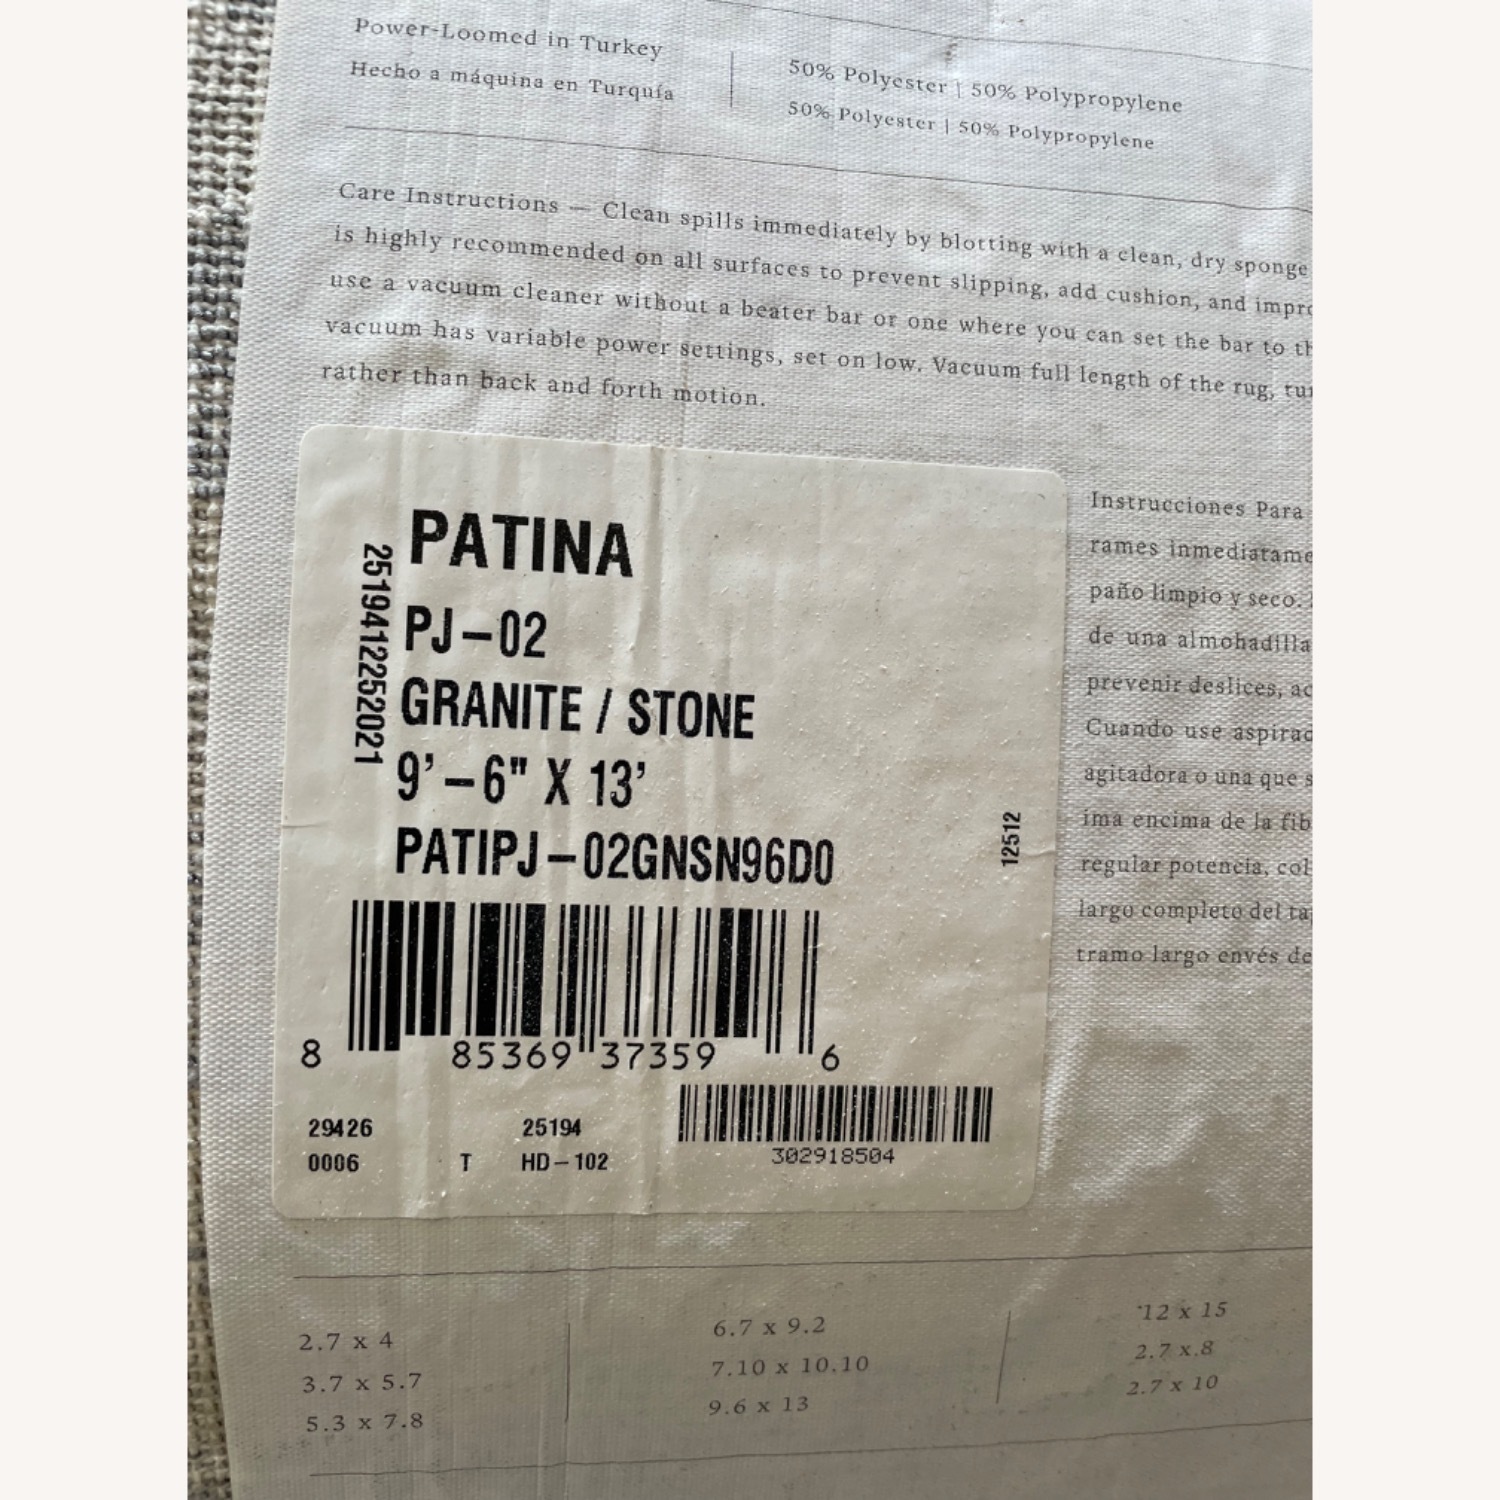 Power-Loomed in Turkey
Hecho a máquina en Turquía
50% Polyester | 50% Polypropylene
50% Polyester | 50% Polypropylene
Care Instructions — Clean spills immediately by blotting with a clean, dry sponge
is highly recommended on all surfaces to prevent slipping, add cushion, and impro
use a vacuum cleaner without a beater bar or one where you can set the bar to th
vacuum has variable power settings, set on low. Vacuum full length of the rug, tur
rather than back and forth motion.
2519412252021
PATINA
PJ-02
GRANITE / STONE
9'-6" X 13'
PATIPJ-02GNSN96D0
12512
8 85369 37359 6
302918504
29426 25194
0006 T HD-102
Instrucciones Para
rames inmediatame
paño limpio y seco.
de una almohadilla
prevenir deslices, ac
Cuando use aspirad
agitadora o una que s
ima encima de la fib
regular potencia, col
largo completo del ta
tramo largo envés de
2.7 x 4
3.7 x 5.7
5.3 x 7.8
6.7 x 9.2
7.10 x 10.10
9.6 x 13
12 x 15
2.7 x 8
2.7 x 10